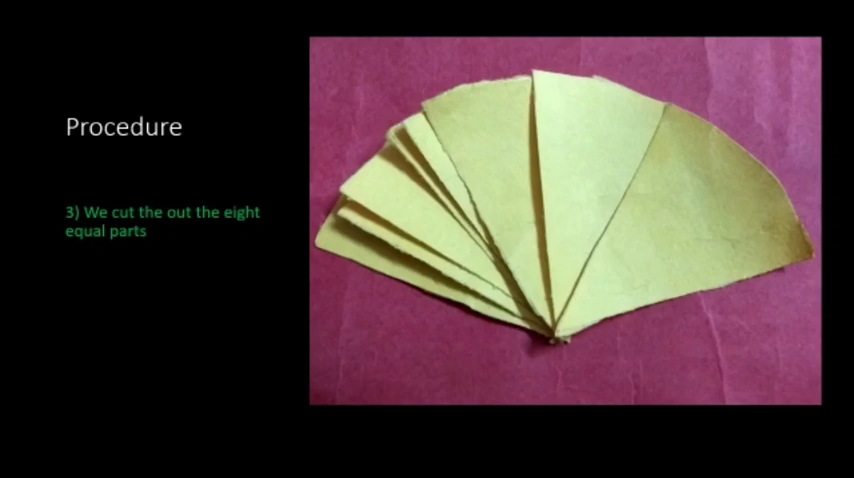 Procedure
3) We cut the out the eight
equal parts